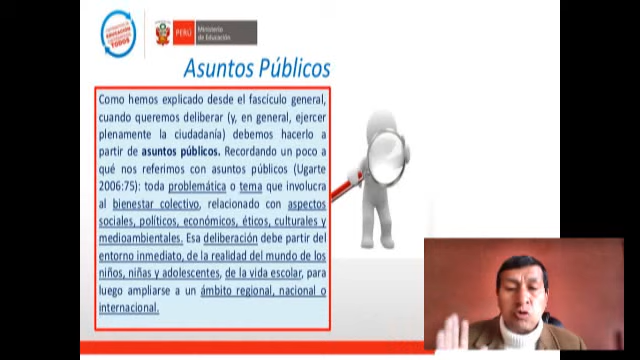 EDUCACIÓN
TODOS
PERÚ
Ministerio
de Educación
Asuntos Públicos
Como hemos explicado desde el fascículo general,
cuando queremos deliberar (y, en general, ejercer
plenamente la ciudadanía) debemos hacerlo a
partir de asuntos públicos. Recordando un poco a
qué nos referimos con asuntos públicos (Ugarte
2006:75): toda problemática o tema que involucra
al bienestar colectivo, relacionado con aspectos
sociales, políticos, económicos, éticos, culturales y
medioambientales. Esa deliberación debe partir del
entorno inmediato, de la realidad del mundo de los
niños, niñas y adolescentes, de la vida escolar, para
luego ampliarse a un ámbito regional, nacional o
internacional.